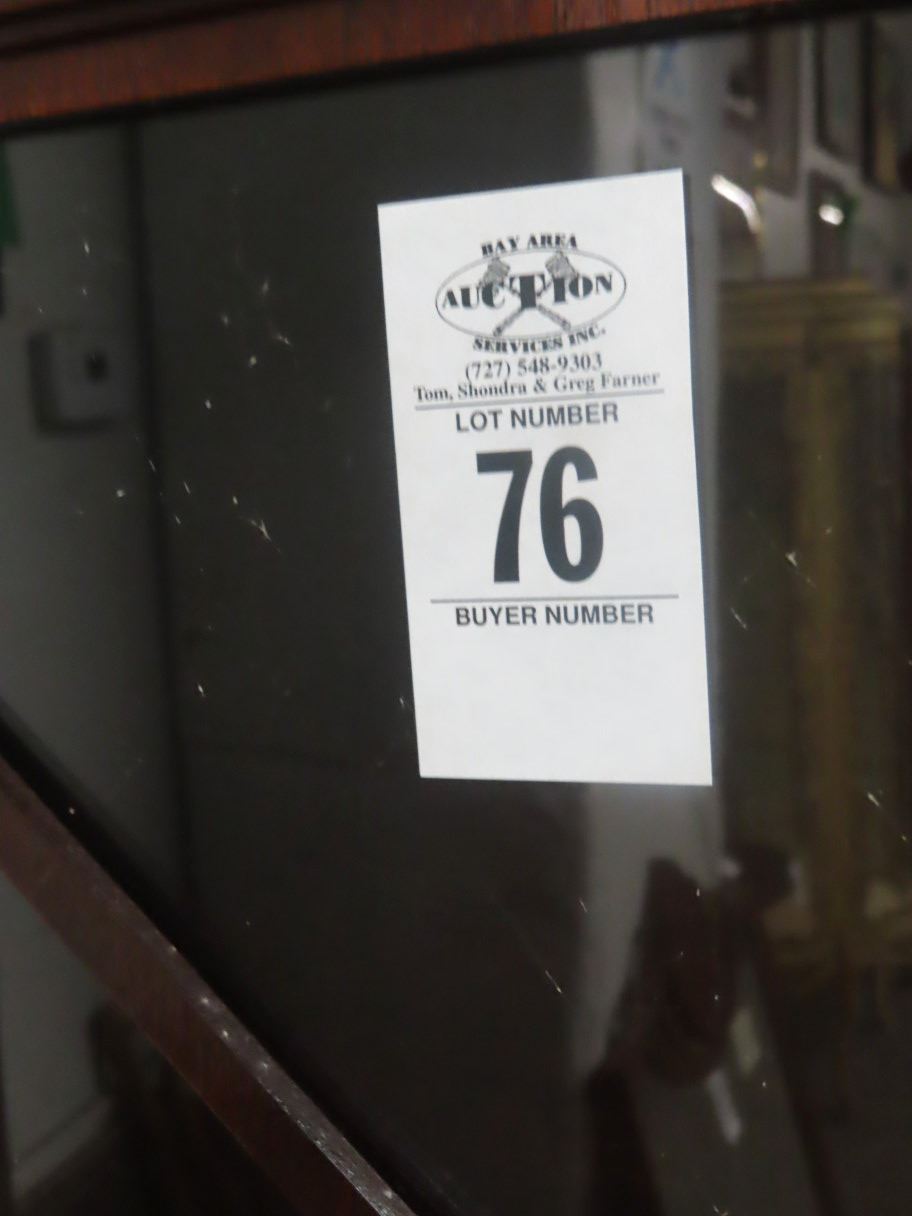 BAY AREA
AUCTION
SERVICES INC.
(727) 548-9303
Tom, Shondra & Greg Farner
LOT NUMBER
76
BUYER NUMBER